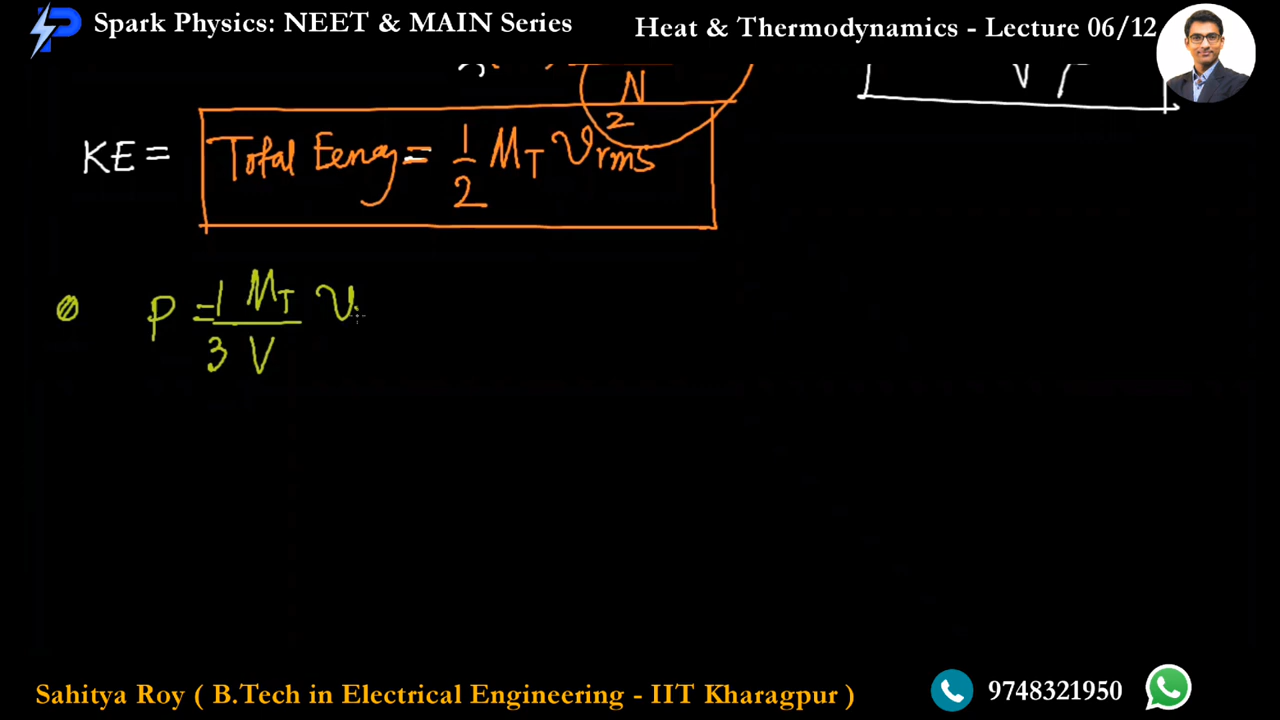 Spark Physics: NEET & MAIN Series
Heat & Thermodynamics - Lecture 06/12
N
V
KE = Total Eenagy = 1/2 M_T V_rms^2
P = 1/3 M_T/V V
Sahitya Roy ( B.Tech in Electrical Engineering - IIT Kharagpur )
9748321950